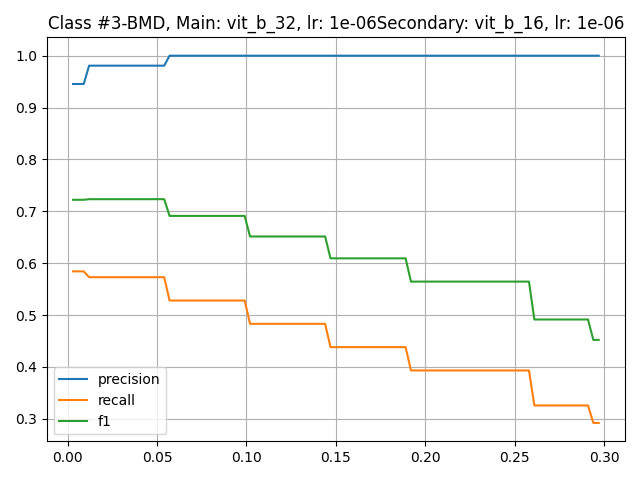 Class #3-BMD, Main: vit_b_32, lr: 1e-06Secondary: vit_b_16, lr: 1e-06
1.0
0.9
0.8
0.7
0.6
0.5
0.4
0.3
precision
recall
f1
0.00 0.05 0.10 0.15 0.20 0.25 0.30